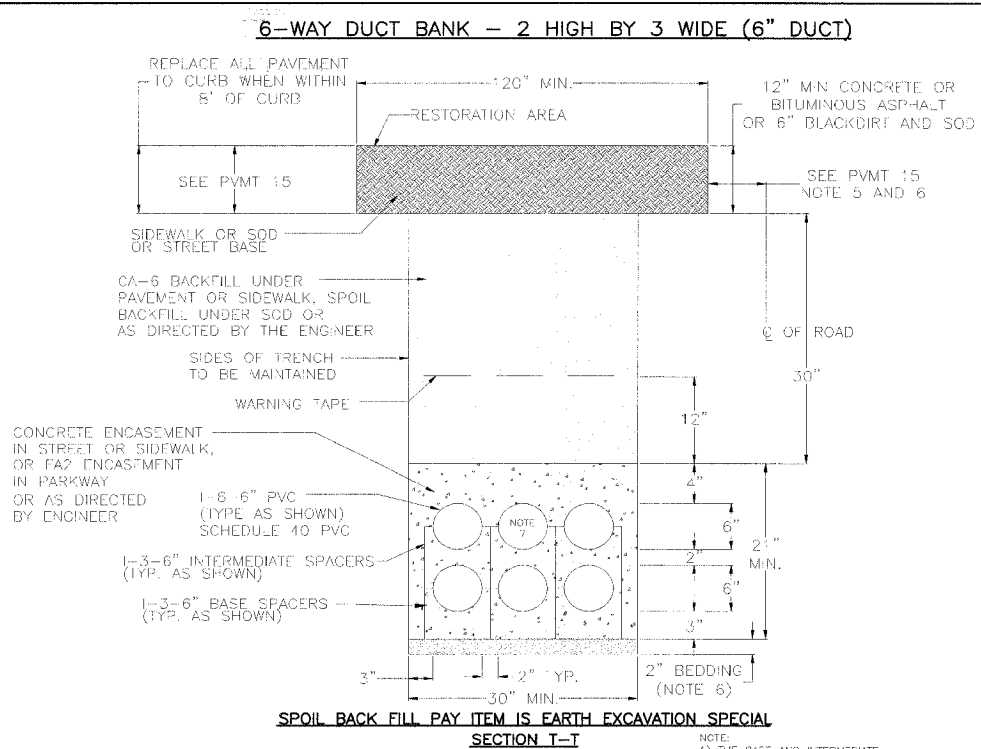 6-WAY DUCT BANK - 2 HIGH BY 3 WIDE (6" DUCT)
REPLACE ALL PAVEMENT
TO CURB WHEN WITHIN
8' OF CURB
120" MIN.
12" MIN CONCRETE OR
BITUMINOUS ASPHALT
OR 6" BLACKDIRT AND SOD
RESTORATION AREA
SEE PVMT 15
SEE PVMT 15
NOTE 5 AND 6
SIDEWALK OR SOD
OR STREET BASE
CA-6 BACKFILL UNDER
PAVEMENT OR SIDEWALK, SPOIL
BACKFILL UNDER SOD OR
AS DIRECTED BY THE ENGINEER
℄ OF ROAD
SIDES OF TRENCH
TO BE MAINTAINED
30"
WARNING TAPE
12"
CONCRETE ENCASEMENT
IN STREET OR SIDEWALK,
OR FA2 ENCASEMENT
IN PARKWAY
OR AS DIRECTED
BY ENGINEER
4"
1-6-6" PVC
(TYPE AS SHOWN)
SCHEDULE 40 PVC
NOTE
7
6"
2"
21"
MIN.
1-3-6" INTERMEDIATE SPACERS
(TYP. AS SHOWN)
6"
1-3-6" BASE SPACERS
(TYP. AS SHOWN)
3"
3"
2" TYP.
2" BEDDING
(NOTE 6)
30" MIN.
SPOIL BACK FILL PAY ITEM IS EARTH EXCAVATION SPECIAL
SECTION T-T
NOTE: